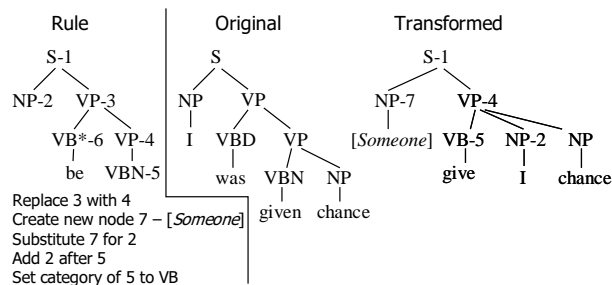 Rule
S-1
NP-2 VP-3
VB*-6 VP-4
be VBN-5
Replace 3 with 4
Create new node 7 – [Someone]
Substitute 7 for 2
Add 2 after 5
Set category of 5 to VB
Original
S
NP VP
I VBD VP
was VBN NP
given chance
Transformed
S-1
NP-7 VP-4
[Someone] VB-5 NP-2 NP
give I chance